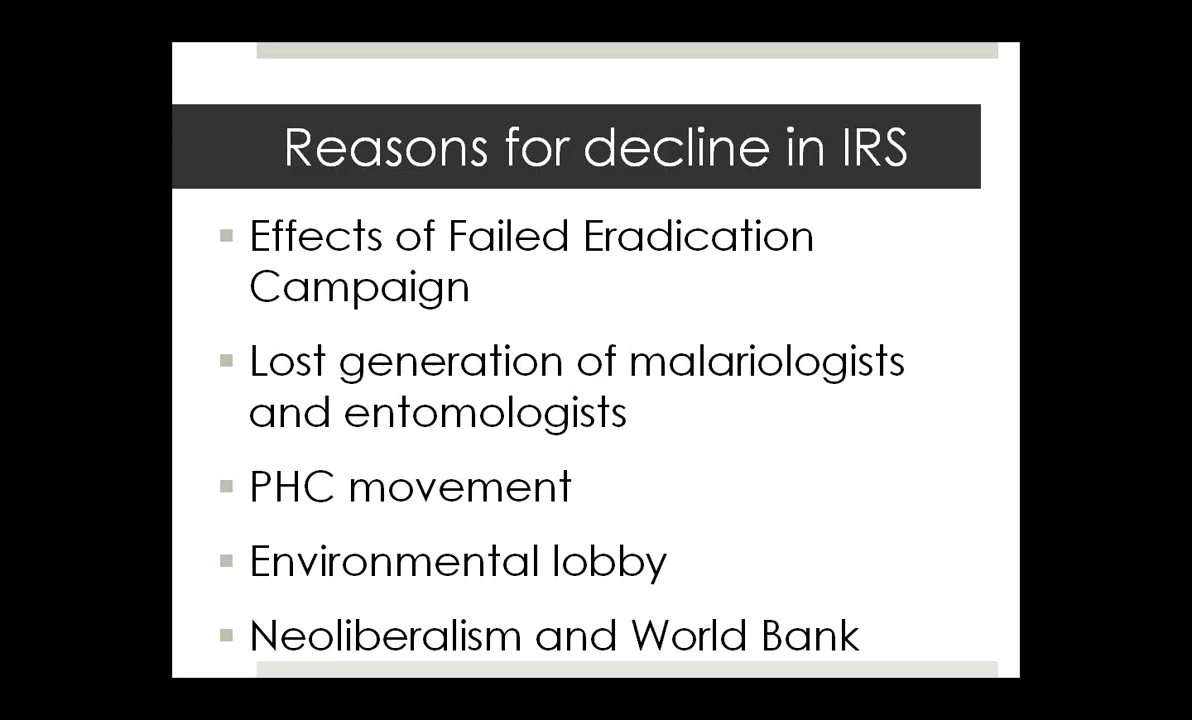 Reasons for decline in IRS
Effects of Failed Eradication
Campaign
Lost generation of malariologists
and entomologists
PHC movement
Environmental lobby
Neoliberalism and World Bank